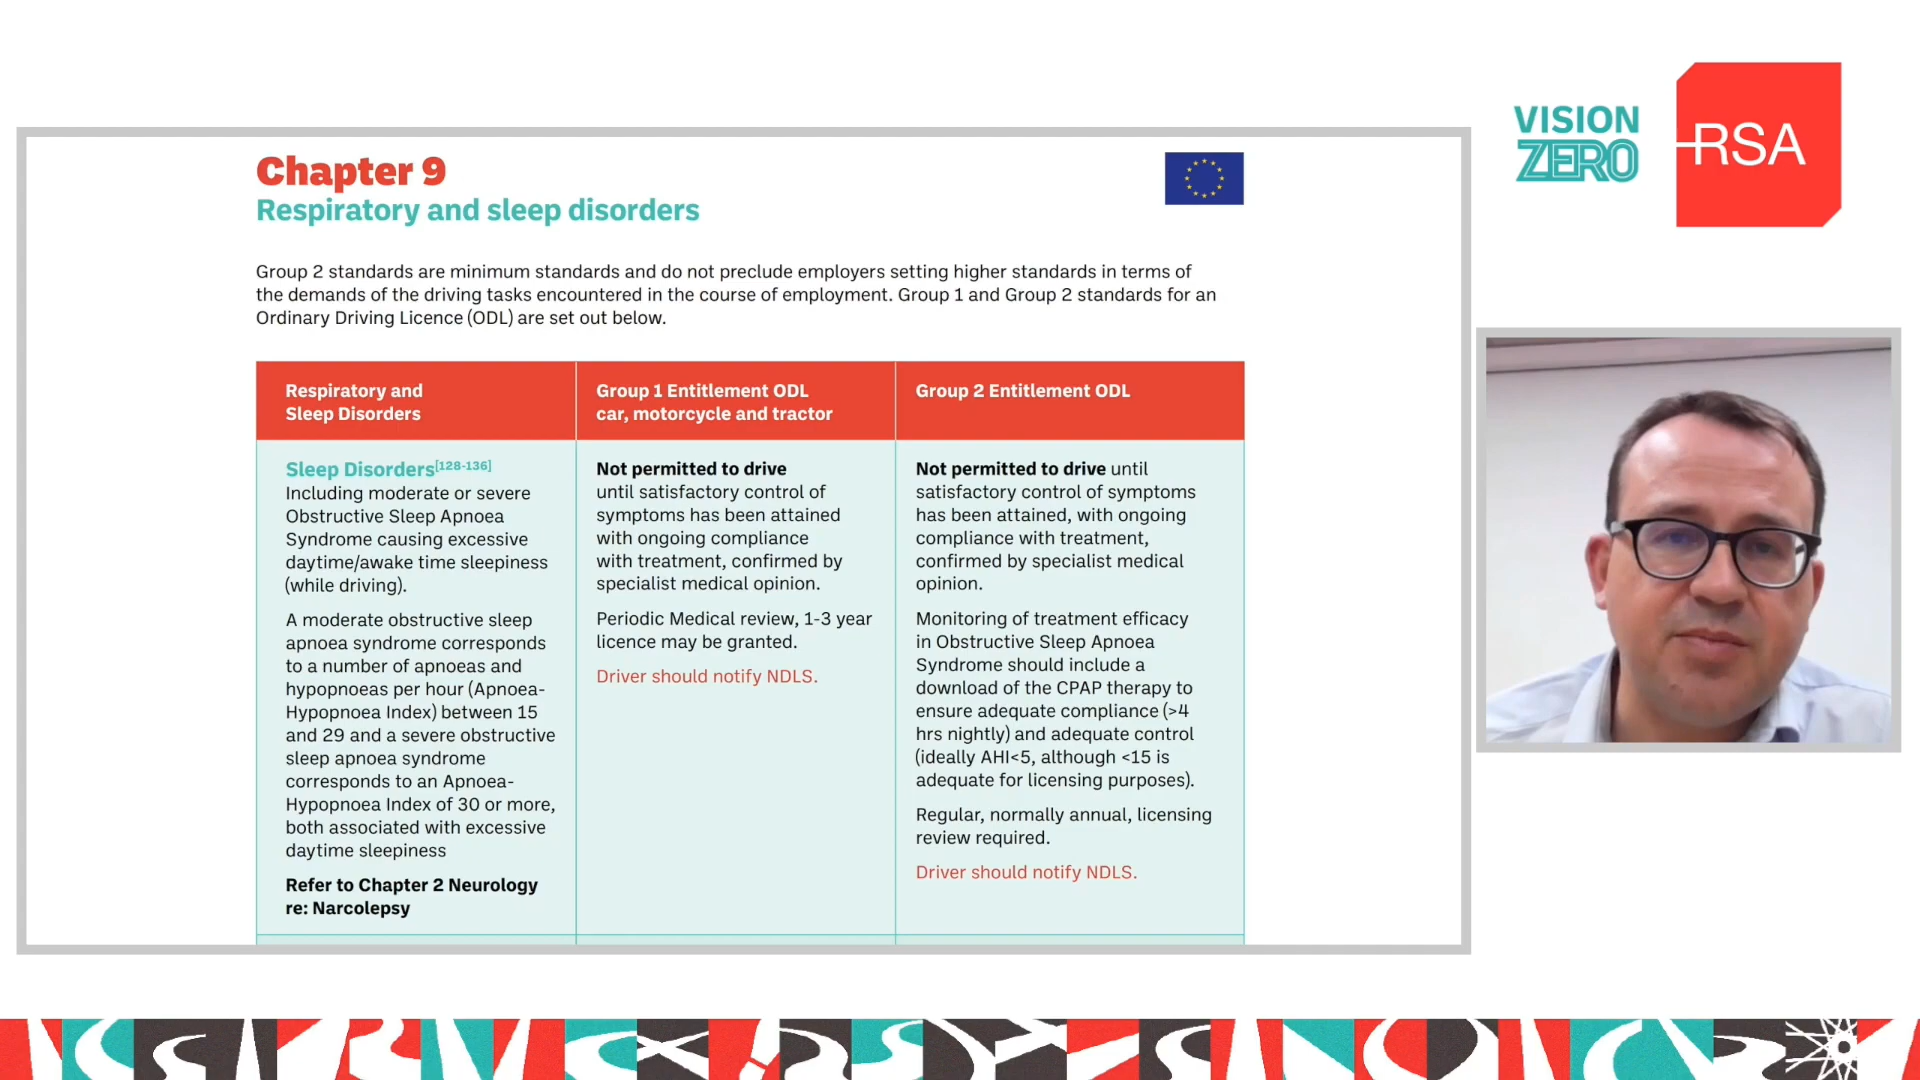 Chapter 9
Respiratory and sleep disorders
Group 2 standards are minimum standards and do not preclude employers setting higher standards in terms of
the demands of the driving tasks encountered in the course of employment. Group 1 and Group 2 standards for an
Ordinary Driving Licence (ODL) are set out below.
Respiratory and
Sleep Disorders
Group 1 Entitlement ODL
car, motorcycle and tractor
Group 2 Entitlement ODL
Sleep Disorders[128-136]
Including moderate or severe
Obstructive Sleep Apnoea
Syndrome causing excessive
daytime/awake time sleepiness
(while driving).
A moderate obstructive sleep
apnoea syndrome corresponds
to a number of apnoeas and
hypopnoeas per hour (Apnoea-
Hypopnoea Index) between 15
and 29 and a severe obstructive
sleep apnoea syndrome
corresponds to an Apnoea-
Hypopnoea Index of 30 or more,
both associated with excessive
daytime sleepiness
Refer to Chapter 2 Neurology
re: Narcolepsy
Not permitted to drive
until satisfactory control of
symptoms has been attained
with ongoing compliance
with treatment, confirmed by
specialist medical opinion.
Periodic Medical review, 1-3 year
licence may be granted.
Driver should notify NDLS.
Not permitted to drive until
satisfactory control of symptoms
has been attained, with ongoing
compliance with treatment,
confirmed by specialist medical
opinion.
Monitoring of treatment efficacy
in Obstructive Sleep Apnoea
Syndrome should include a
download of the CPAP therapy to
ensure adequate compliance (>4
hrs nightly) and adequate control
(ideally AHI<5, although <15 is
adequate for licensing purposes).
Regular, normally annual, licensing
review required.
Driver should notify NDLS.
VISION
ZERO
RSA